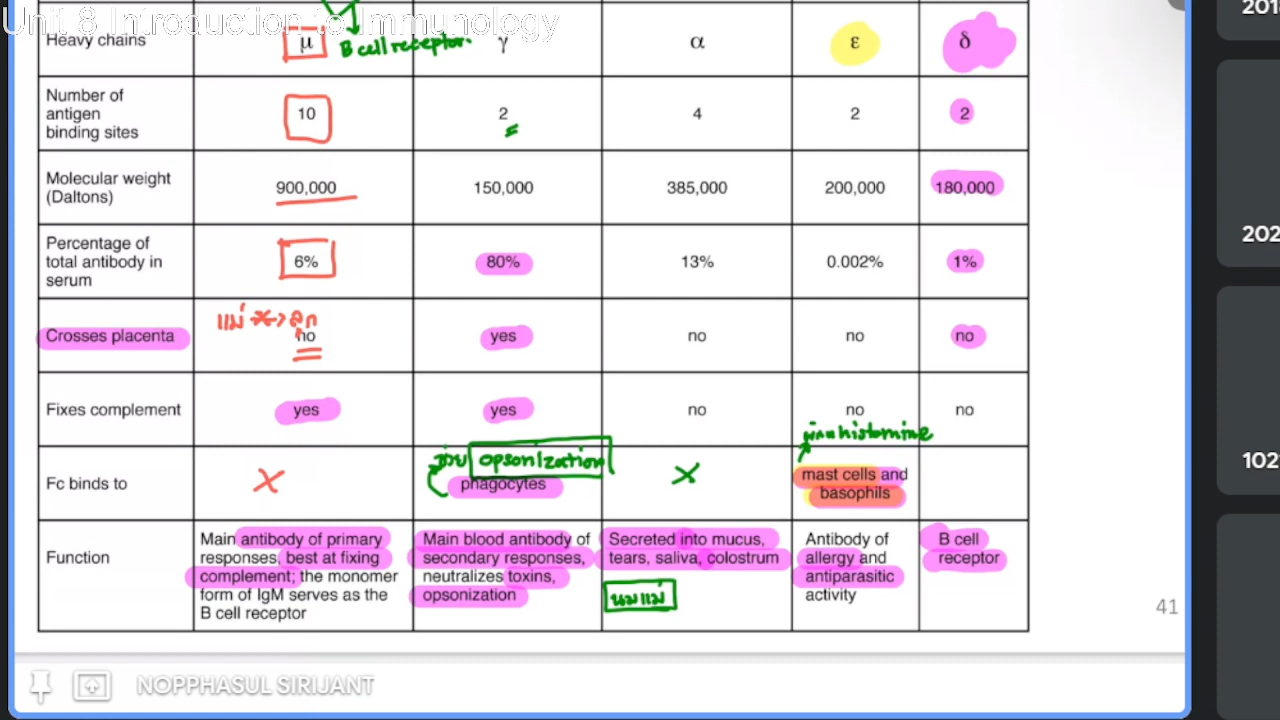 Unit 8 Introduction to Immunology
201
Heavy chains
μ
B cell receptor.
γ
α
ε
δ
Number of
antigen
binding sites
10
2
4
2
2
Molecular weight
(Daltons)
900,000
150,000
385,000
200,000
180,000
202
Percentage of
total antibody in
serum
6%
80%
13%
0.002%
1%
Crosses placenta
แม่ → ลูก
no
yes
no
no
no
Fixes complement
yes
yes
no
no
no
histamine
Fc binds to
ช่วย opsonization
phagocytes
mast cells and
basophils
102
Function
Main antibody of primary
responses, best at fixing
complement; the monomer
form of IgM serves as the
B cell receptor
Main blood antibody of
secondary responses,
neutralizes toxins,
opsonization
Secreted into mucus,
tears, saliva, colostrum
นมแม่
Antibody of
allergy and
antiparasitic
activity
B cell
receptor
41
NOPPHASUL SIRIJANT